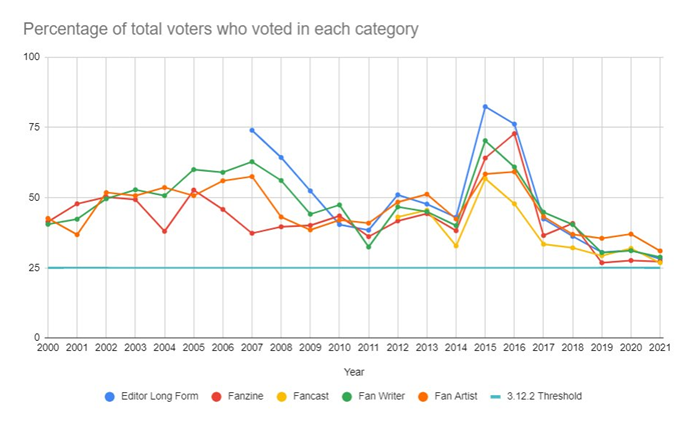 Percentage of total voters who voted in each category
100
75
50
25
0
2000 2001 2002 2003 2004 2005 2006 2007 2008 2009 2010 2011 2012 2013 2014 2015 2016 2017 2018 2019 2020 2021
Year
Editor Long Form Fanzine Fancast Fan Writer Fan Artist 3.12.2 Threshold